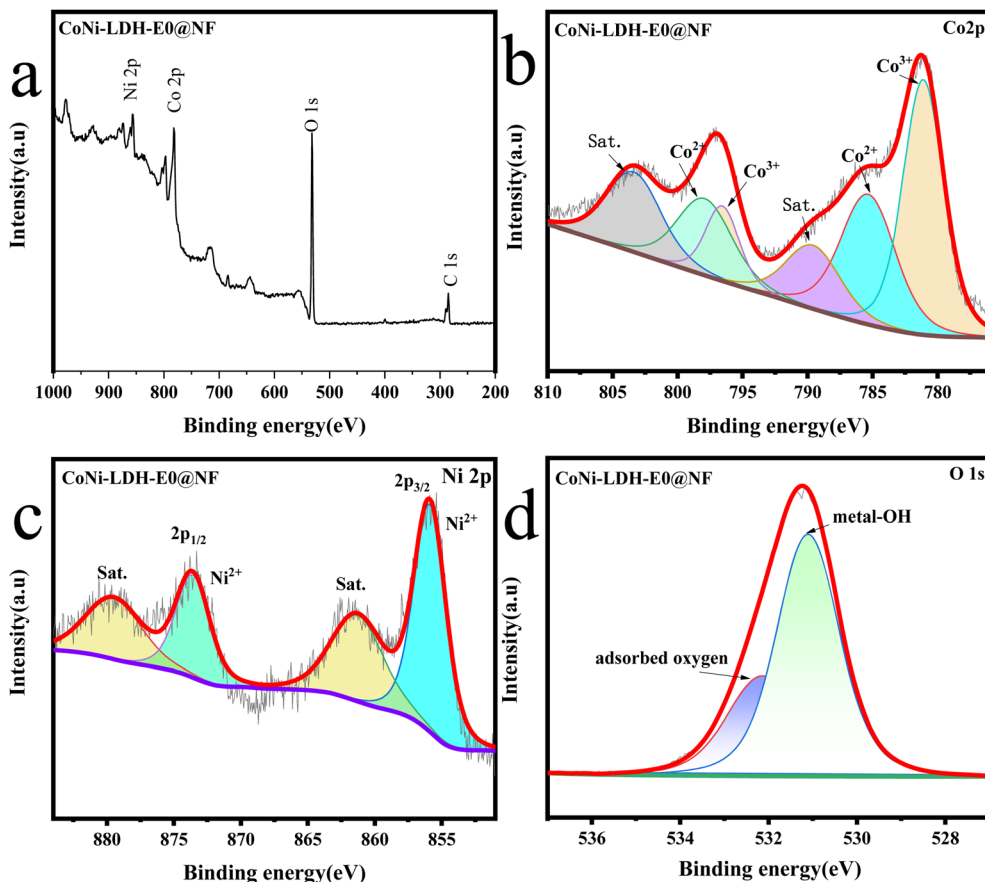 CoNi-LDH-E0@NF
a
Ni 2p
Co 2p
O 1s
C 1s
Intensity(a.u)
1000 900 800 700 600 500 400 300 200
Binding energy(eV)
CoNi-LDH-E0@NF
Co2p
b
Sat.
Co²⁺
Co³⁺
Sat.
Co²⁺
Co³⁺
Intensity(a.u)
810 805 800 795 790 785 780
Binding energy(eV)
CoNi-LDH-E0@NF
Ni 2p
c
Sat.
2p₁/₂
Ni²⁺
Sat.
2p₃/₂
Ni²⁺
Intensity(a.u)
880 875 870 865 860 855
Binding energy(eV)
CoNi-LDH-E0@NF
O 1s
d
metal-OH
adsorbed oxygen
Intensity(a.u)
536 534 532 530 528
Binding energy(eV)